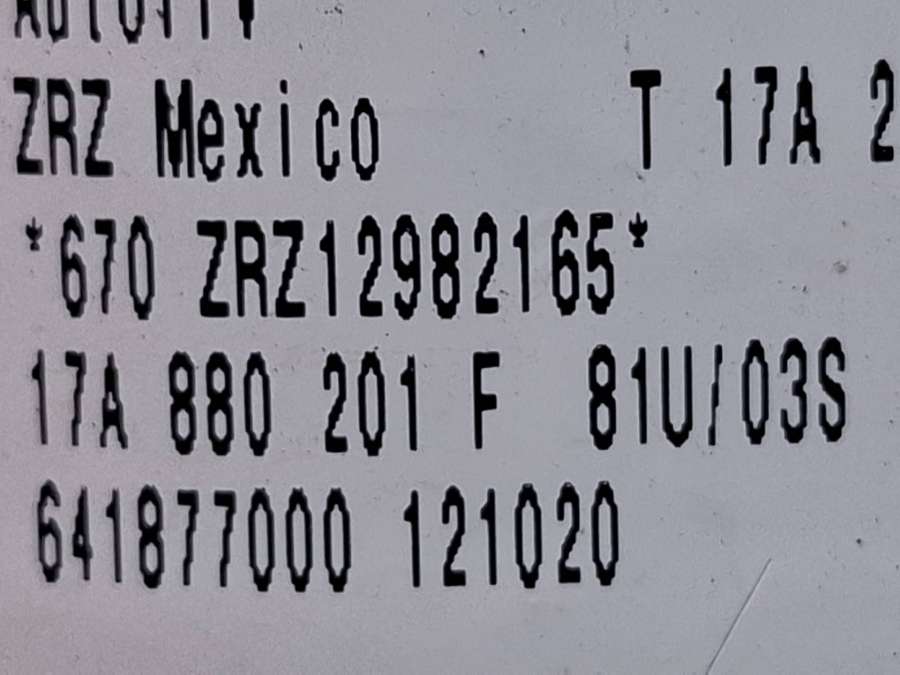 ZRZ Mexico T 17A 2
*670 ZRZ12982165*
17A 880 201 F 81U/03S
641877000 121020